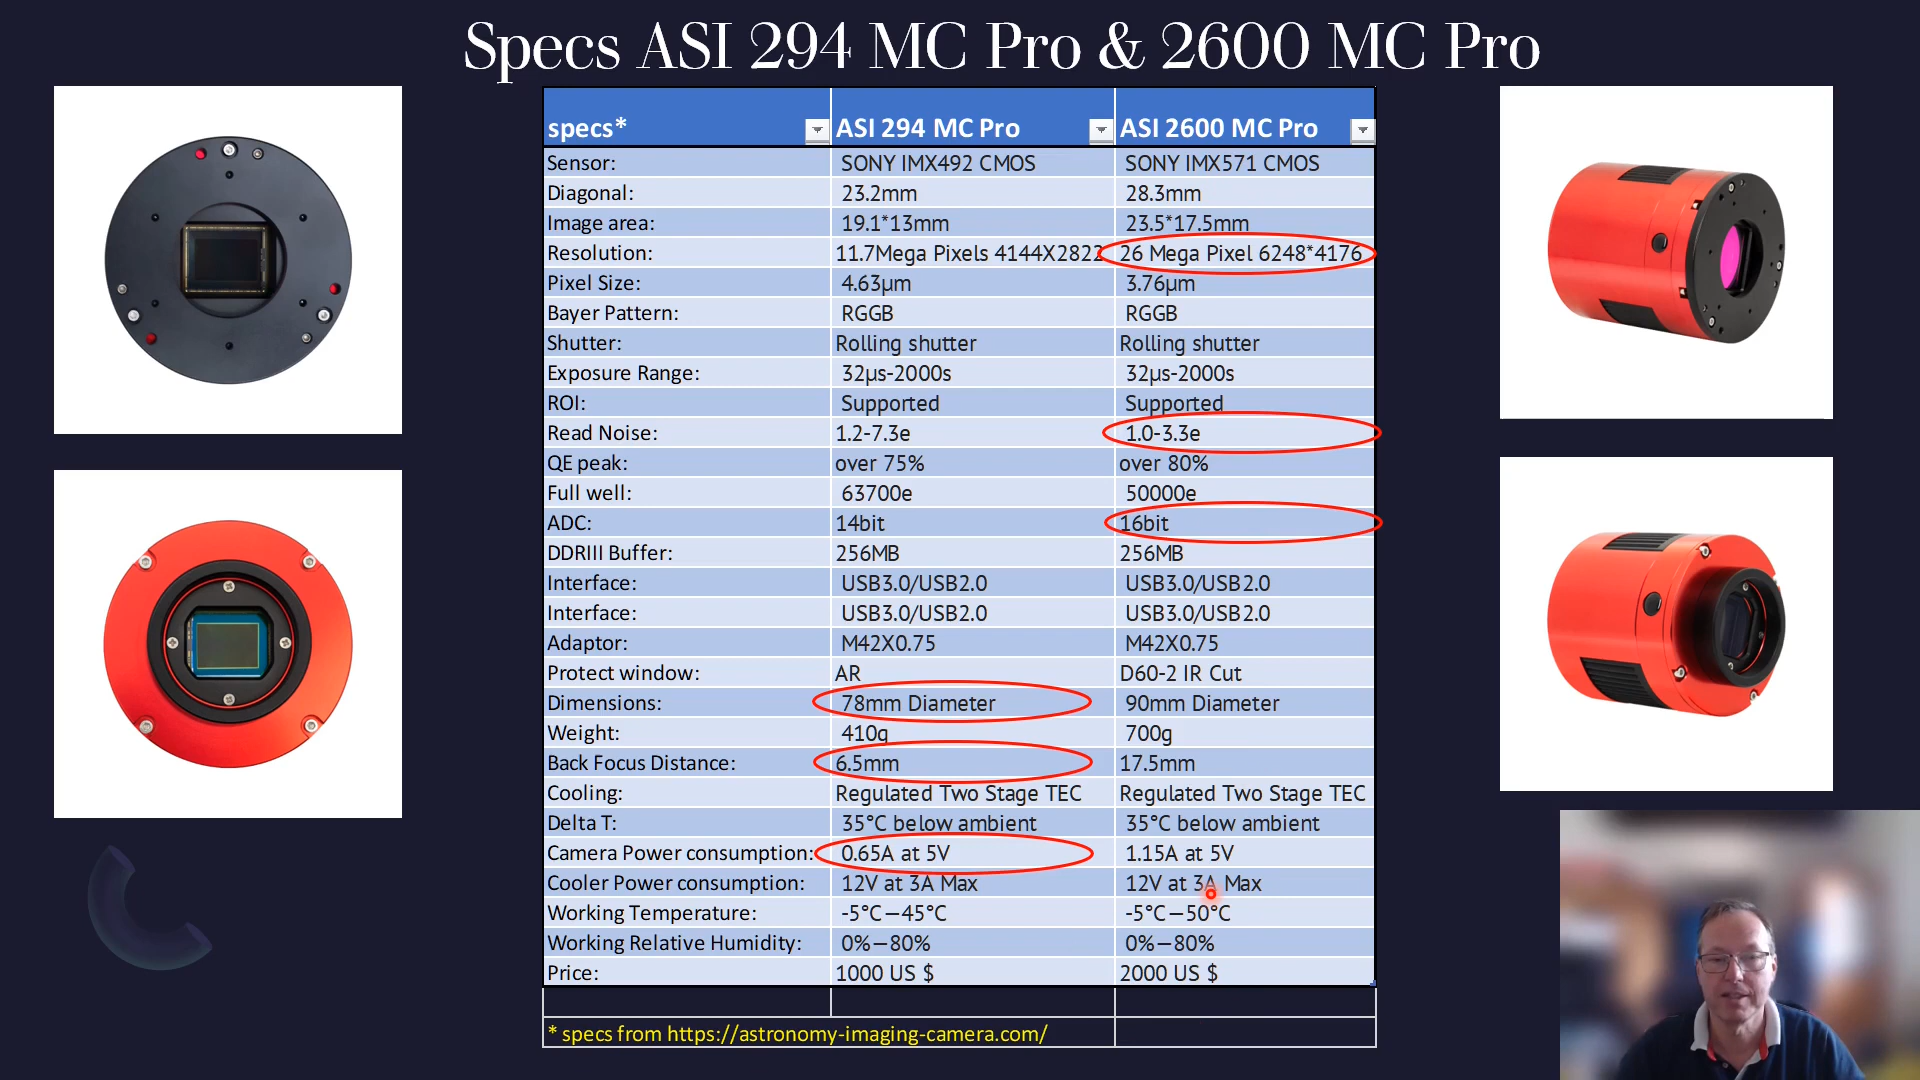 Specs ASI 294 MC Pro & 2600 MC Pro
specs* ASI 294 MC Pro ASI 2600 MC Pro
Sensor: SONY IMX492 CMOS SONY IMX571 CMOS
Diagonal: 23.2mm 28.3mm
Image area: 19.1*13mm 23.5*17.5mm
Resolution: 11.7Mega Pixels 4144X2822 26 Mega Pixel 6248*4176
Pixel Size: 4.63µm 3.76µm
Bayer Pattern: RGGB RGGB
Shutter: Rolling shutter Rolling shutter
Exposure Range: 32µs-2000s 32µs-2000s
ROI: Supported Supported
Read Noise: 1.2-7.3e 1.0-3.3e
QE peak: over 75% over 80%
Full well: 63700e 50000e
ADC: 14bit 16bit
DDRIII Buffer: 256MB 256MB
Interface: USB3.0/USB2.0 USB3.0/USB2.0
Interface: USB3.0/USB2.0 USB3.0/USB2.0
Adaptor: M42X0.75 M42X0.75
Protect window: AR D60-2 IR Cut
Dimensions: 78mm Diameter 90mm Diameter
Weight: 410g 700g
Back Focus Distance: 6.5mm 17.5mm
Cooling: Regulated Two Stage TEC Regulated Two Stage TEC
Delta T: 35°C below ambient 35°C below ambient
Camera Power consumption: 0.65A at 5V 1.15A at 5V
Cooler Power consumption: 12V at 3A Max 12V at 3A Max
Working Temperature: -5°C—45°C -5°C—50°C
Working Relative Humidity: 0%—80% 0%—80%
Price: 1000 US $ 2000 US $
* specs from https://astronomy-imaging-camera.com/